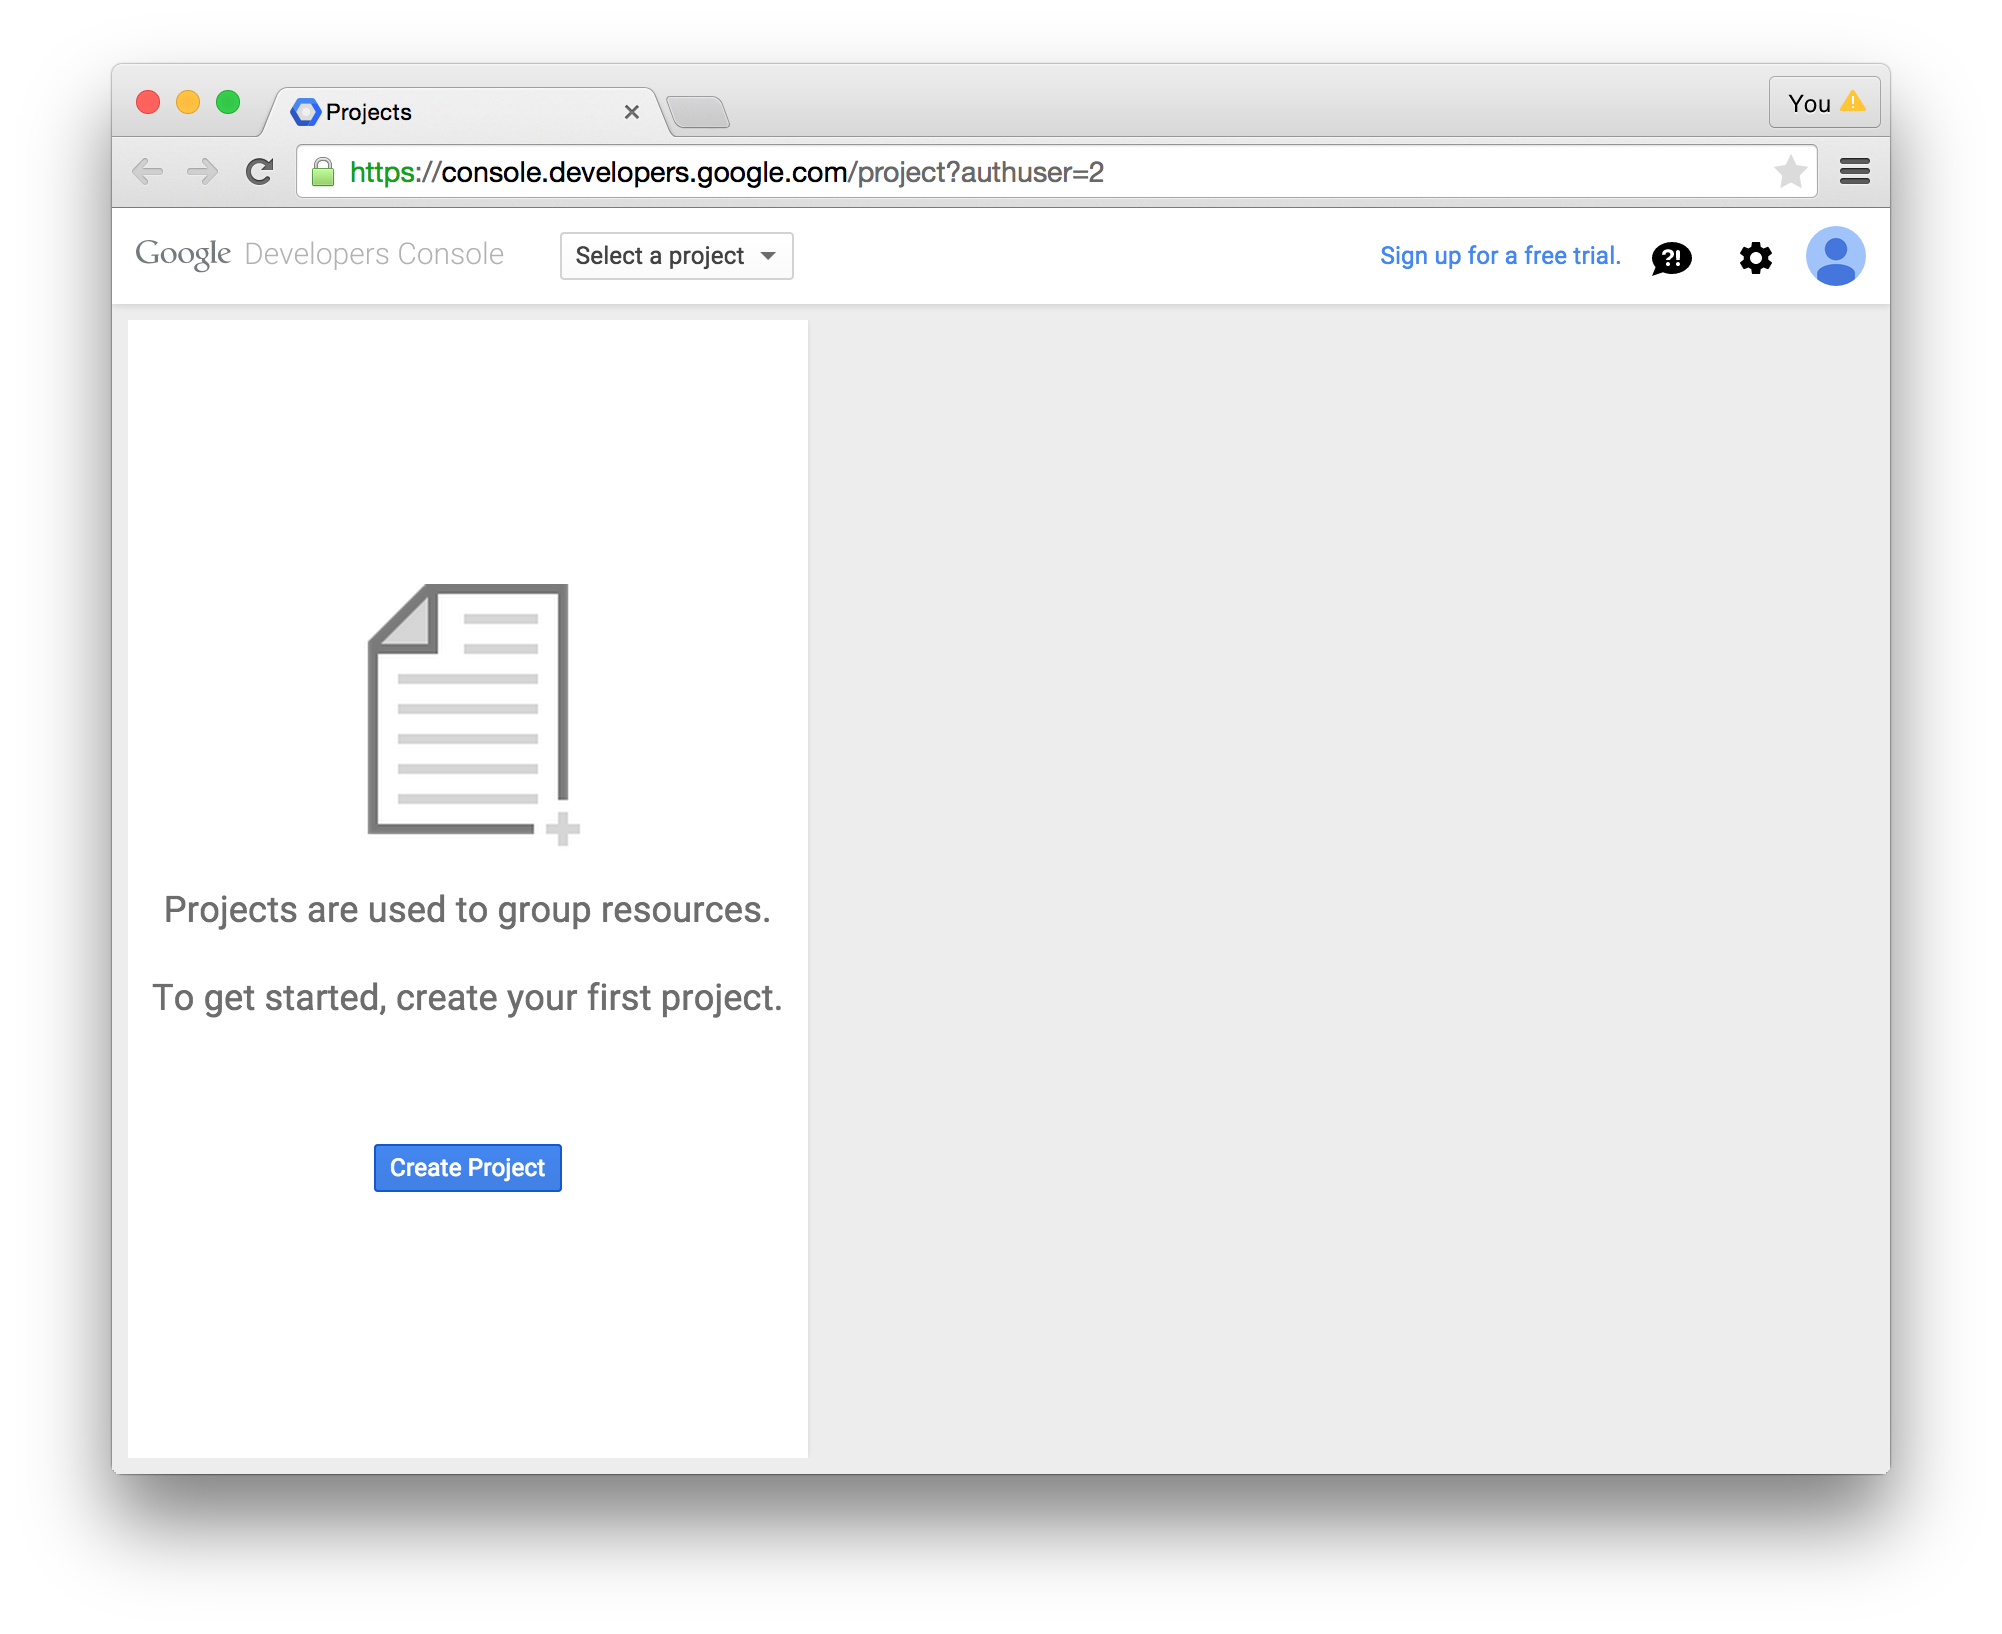 Projects
You
https://console.developers.google.com/project?authuser=2
Google Developers Console
Select a project
Sign up for a free trial.
?!
Projects are used to group resources.
To get started, create your first project.
Create Project